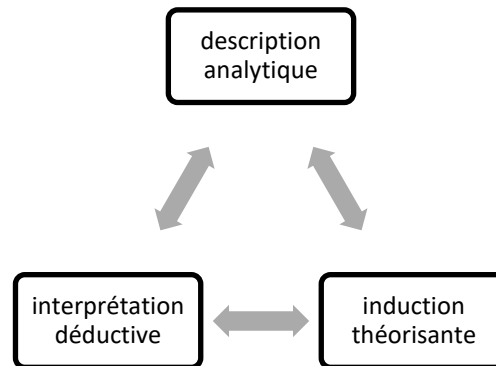 description
analytique
interprétation
déductive
induction
théorisante